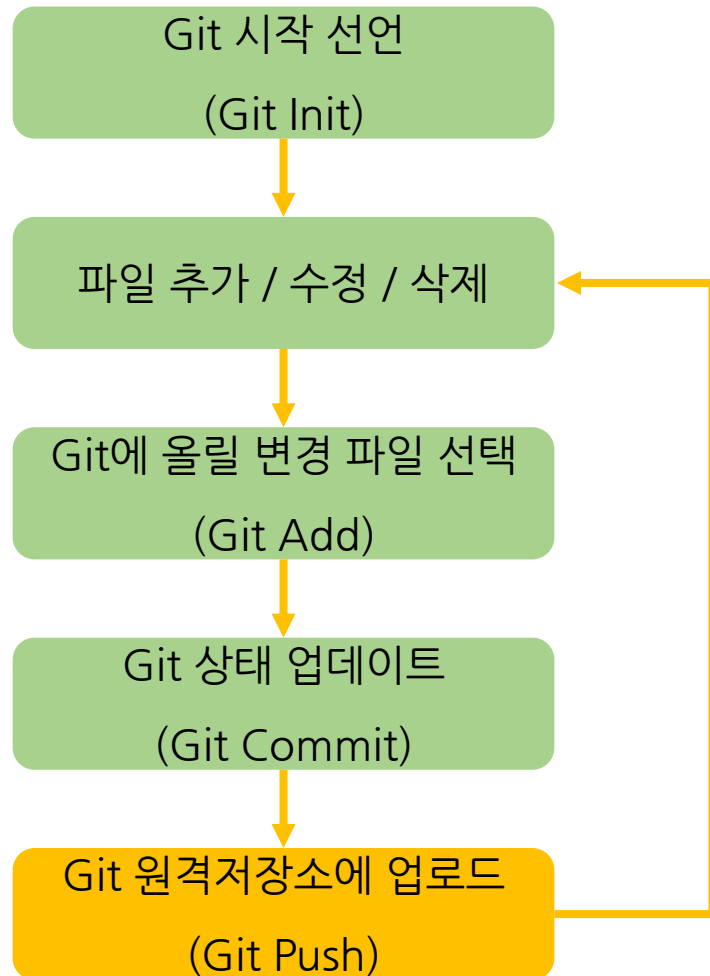 Git 시작 선언
(Git Init)
파일 추가 / 수정 / 삭제
Git에 올릴 변경 파일 선택
(Git Add)
Git 상태 업데이트
(Git Commit)
Git 원격저장소에 업로드
(Git Push)